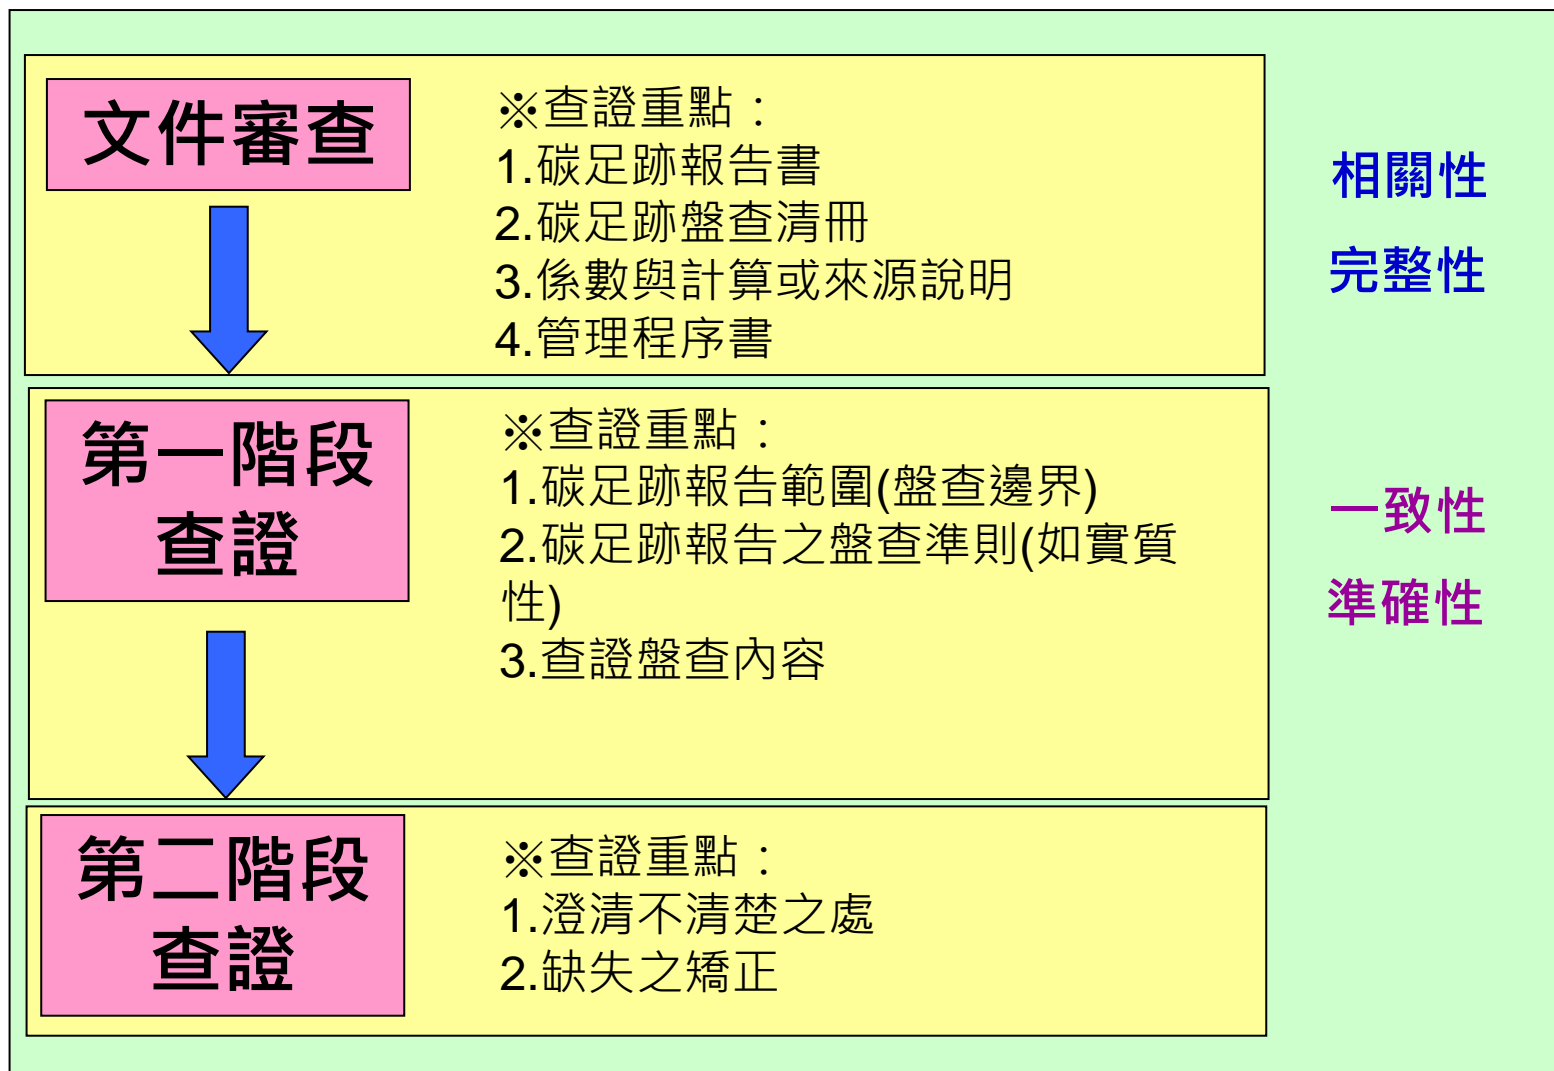 文件審查
※查證重點：
1.碳足跡報告書
2.碳足跡盤查清冊
3.係數與計算或來源說明
4.管理程序書
相關性
完整性
第一階段
查證
※查證重點：
1.碳足跡報告範圍(盤查邊界)
2.碳足跡報告之盤查準則(如實質
性)
3.查證盤查內容
一致性
準確性
第二階段
查證
※查證重點：
1.澄清不清楚之處
2.缺失之矯正